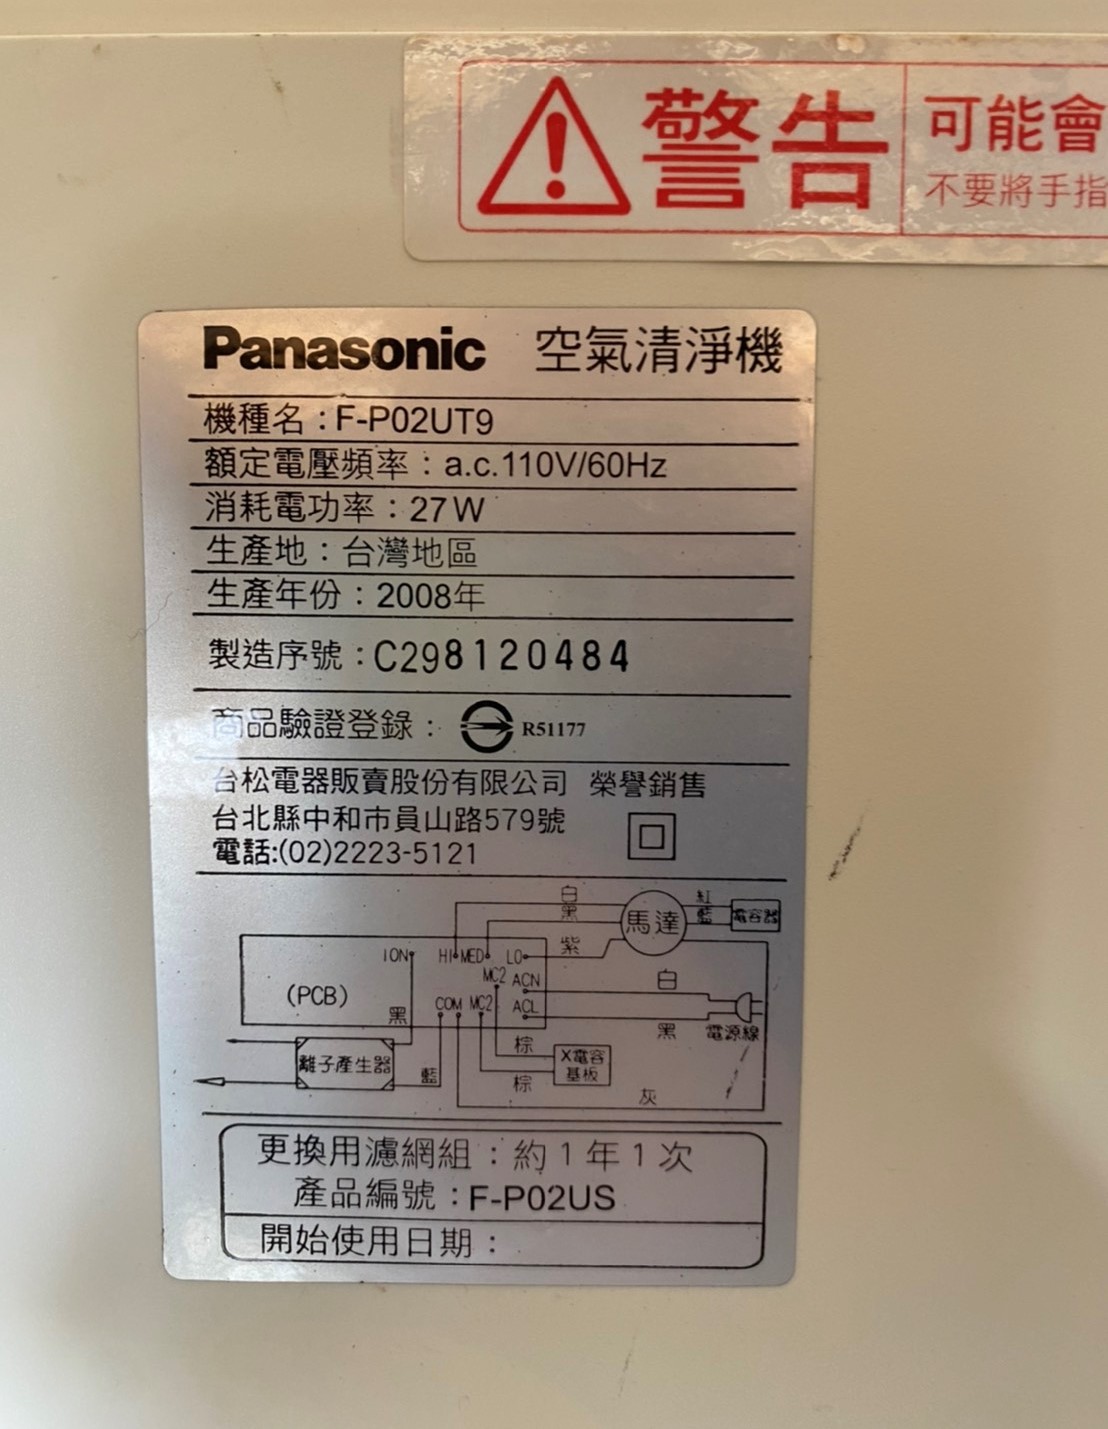 警告
可能會
不要將手指
Panasonic 空氣清淨機
機種名：F-P02UT9
額定電壓頻率：a.c.110V/60Hz
消耗電功率：27W
生產地：台灣地區
生產年份：2008年
製造序號：C298120484
商品驗證登錄： R51177
台松電器販賣股份有限公司 榮譽銷售
台北縣中和市員山路579號
電話:(02)2223-5121
白
黑
馬達
紅
藍
電容器
紫
ION HI MED LO
MC2 ACN
白
(PCB)
COM MC2 ACL
黑
黑
電源線
棕
X電容
基板
離子產生器
藍
棕
灰
更換用濾網組：約1年1次
產品編號：F-P02US
開始使用日期：